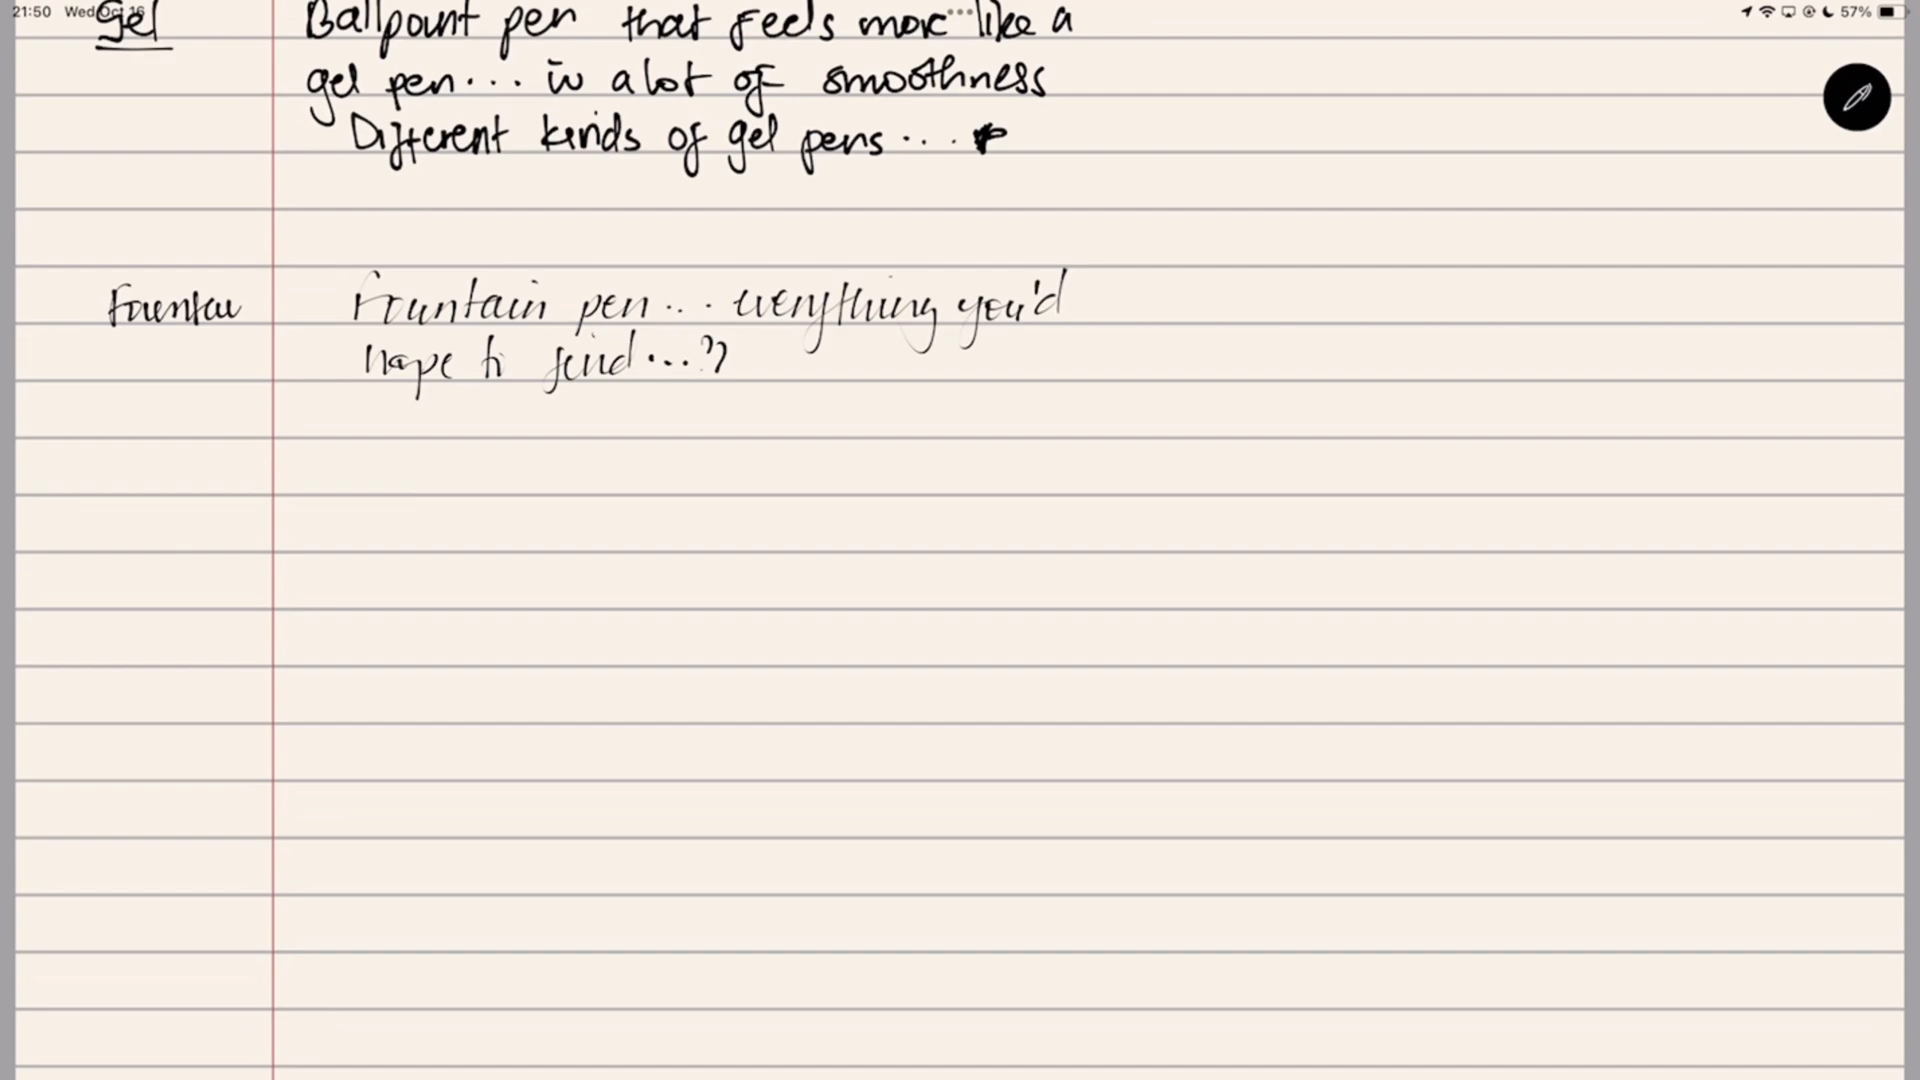 21:50 Wed Oct 16 57%
Gel Ballpoint pen that feels more like a
gel pen... is a lot of smoothness
Different kinds of gel pens...
Fountain Fountain pen... everything you'd
hope to find...??